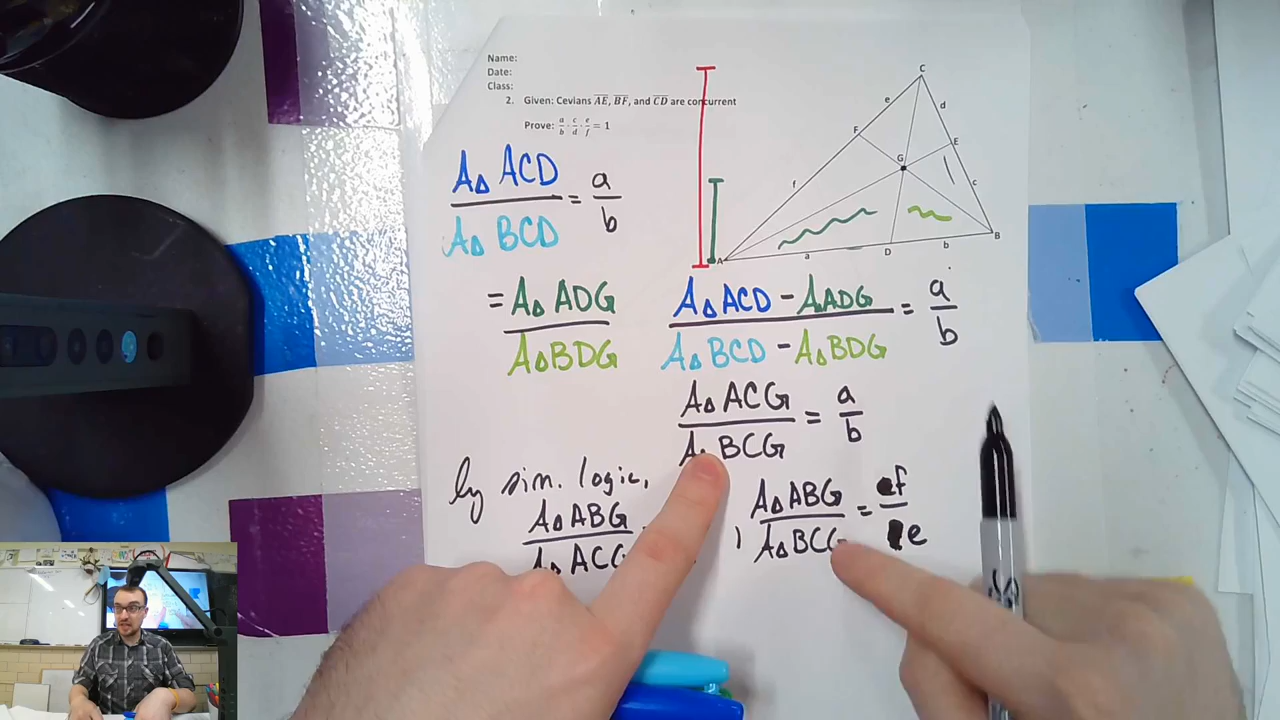 Name:
Date:
Class:
2. Given: Cevians AE, BF, and CD are concurrent
Prove: a/b · c/d · e/f = 1
C
e
d
F
E
G
f
c
A
a
D
b
B
A△ ACD / A△ BCD = a/b
= A△ ADG / A△ BDG
A△ ACD - A△ ADG / A△ BCD - A△ BDG = a/b
A△ ACG / A△ BCG = a/b
by sim. logic,
A△ ABG / A△ ACG
, A△ ABG / A△ BCG = f/e